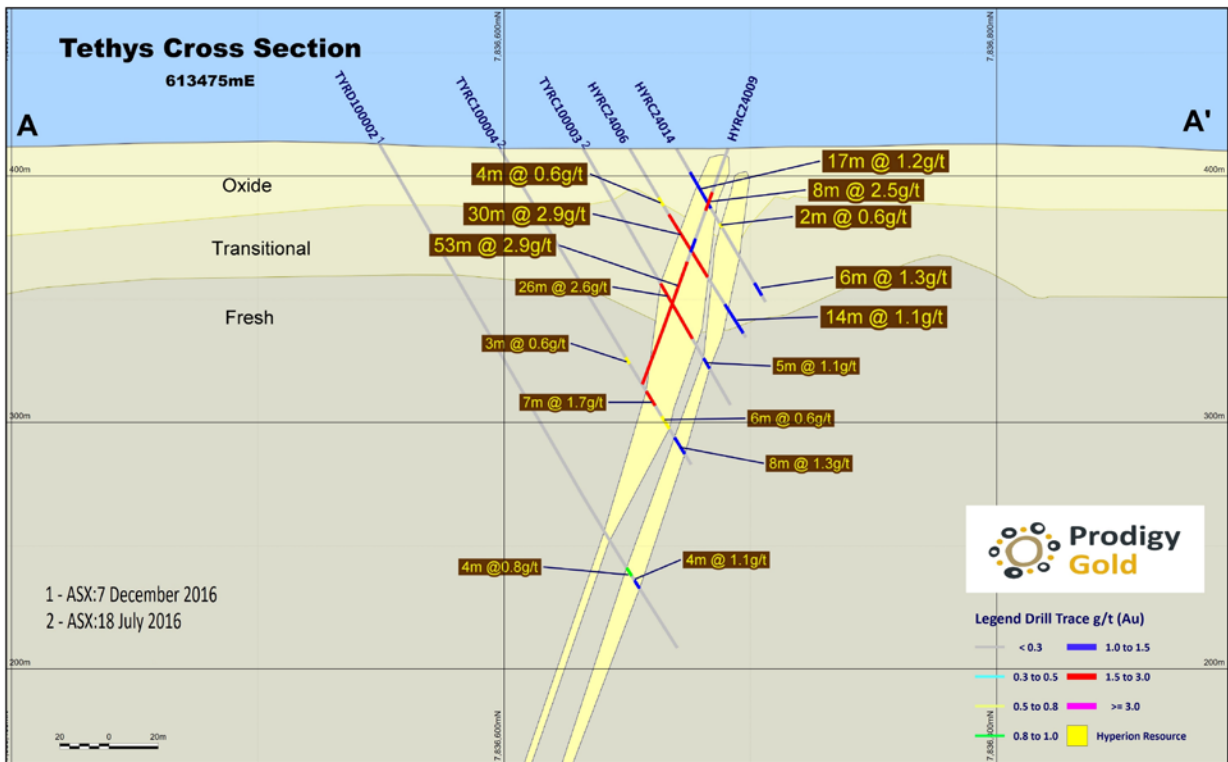 Tethys Cross Section
613475mE
7,836,600mN
7,836,800mN
TYRD100002 1
TYRC100004 2
TYRC100003 2
HYRC24006
HYRC24014
HYRC24009
A
A'
400m
400m
Oxide
Transitional
Fresh
4m @ 0.6g/t
30m @ 2.9g/t
53m @ 2.9g/t
26m @ 2.6g/t
3m @ 0.6g/t
7m @ 1.7g/t
17m @ 1.2g/t
8m @ 2.5g/t
2m @ 0.6g/t
6m @ 1.3g/t
14m @ 1.1g/t
5m @ 1.1g/t
6m @ 0.6g/t
8m @ 1.3g/t
300m
300m
4m @0.8g/t
4m @ 1.1g/t
1 - ASX:7 December 2016
2 - ASX:18 July 2016
200m
200m
20 0 20m
7,836,600mN
7,836,800mN
Prodigy
Gold
Legend Drill Trace g/t (Au)
< 0.3
1.0 to 1.5
0.3 to 0.5
1.5 to 3.0
0.5 to 0.8
>= 3.0
0.8 to 1.0
Hyperion Resource